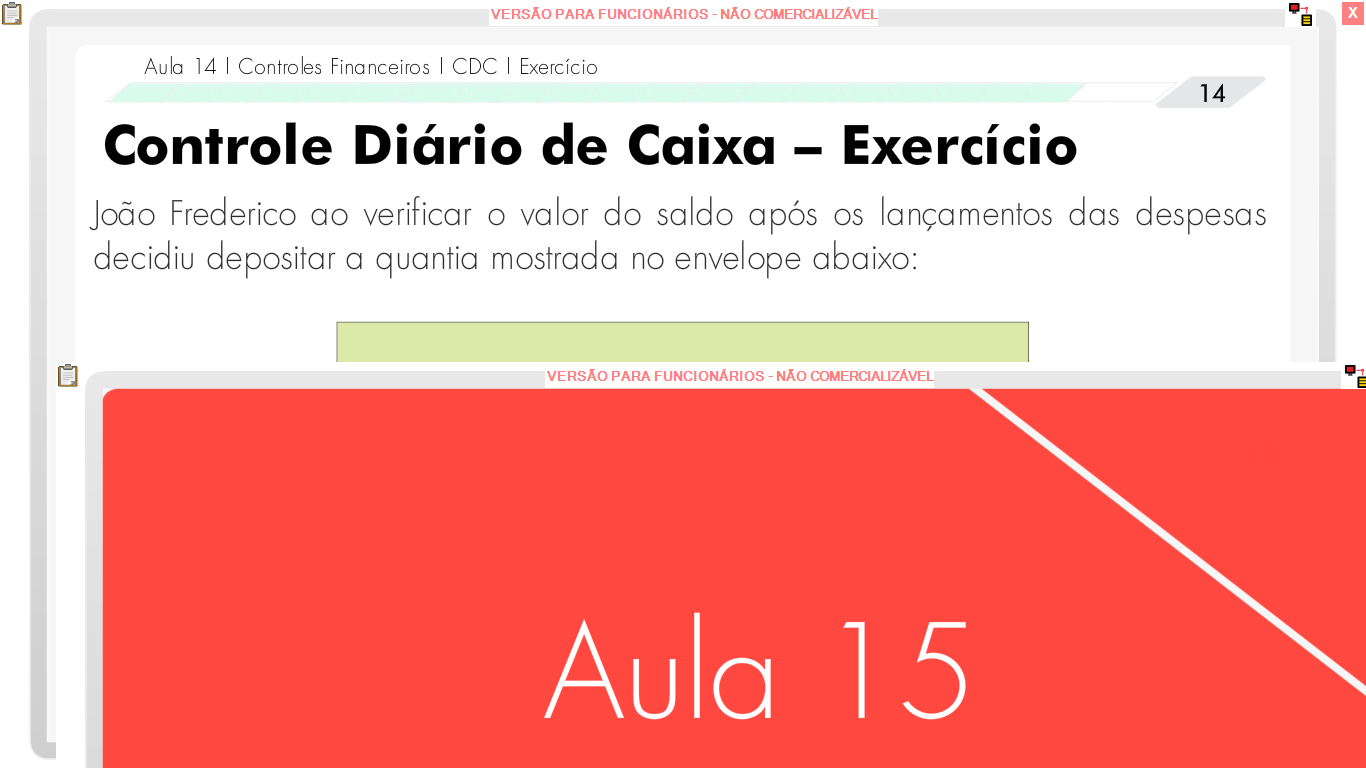 VERSÃO PARA FUNCIONÁRIOS - NÃO COMERCIALIZÁVEL
X
Aula 14 | Controles Financeiros | CDC | Exercício
14
Controle Diário de Caixa – Exercício
João Frederico ao verificar o valor do saldo após os lançamentos das despesas
decidiu depositar a quantia mostrada no envelope abaixo:
VERSÃO PARA FUNCIONÁRIOS - NÃO COMERCIALIZÁVEL
Aula 15